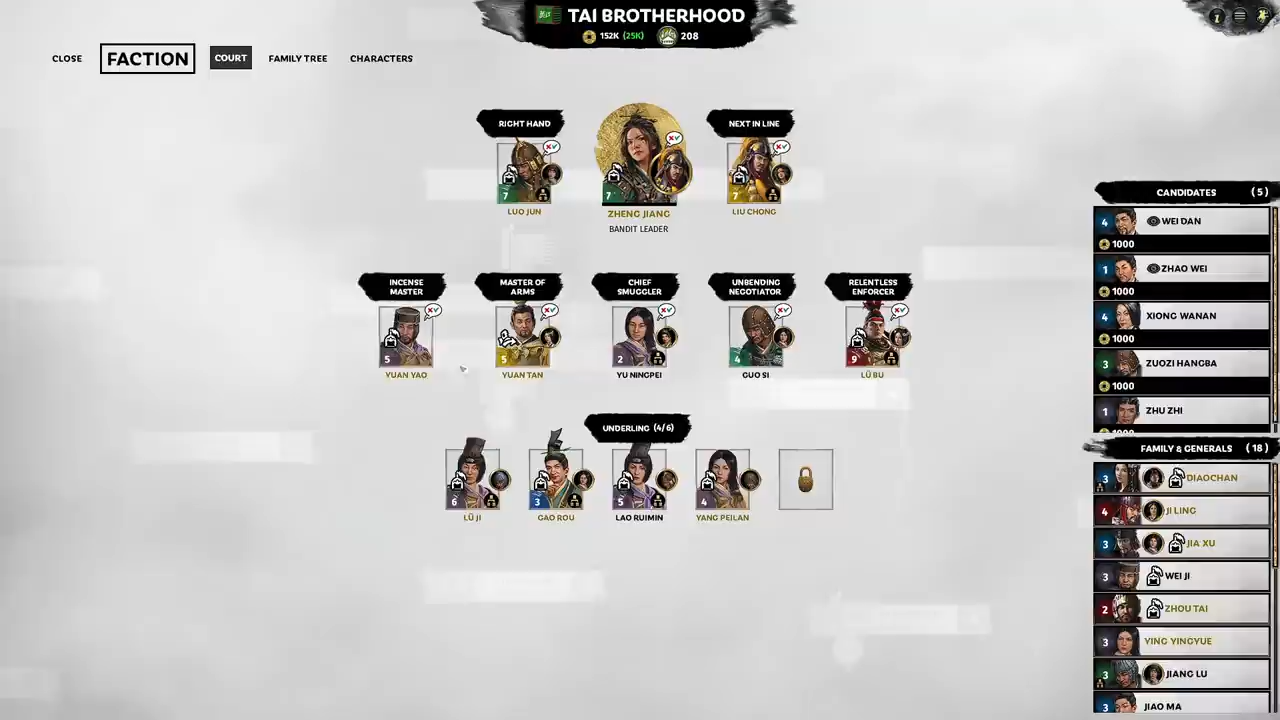 TAI BROTHERHOOD
152K (25K) 208
CLOSE FACTION COURT FAMILY TREE CHARACTERS
RIGHT HAND
7
LUO JUN
7
ZHENG JIANG
BANDIT LEADER
NEXT IN LINE
7
LIU CHONG
INCENSE
MASTER
5
YUAN YAO
MASTER OF
ARMS
5
YUAN TAN
CHIEF
SMUGGLER
2
YU NINGPEI
UNBENDING
NEGOTIATOR
4
GUO SI
RELENTLESS
ENFORCER
9
LÜ BU
UNDERLING (4/6)
6
LÜ JI
3
GAO ROU
5
LAO RUIMIN
4
YANG PEILAN
CANDIDATES (5)
4 WEI DAN
1000
1 ZHAO WEI
1000
4 XIONG WANAN
1000
3 ZUOZI HANGBA
1000
1 ZHU ZHI
1000
FAMILY & GENERALS (18)
3 DIAOCHAN
4 JI LING
3 JIA XU
3 WEI JI
2 ZHOU TAI
3 YING YINGYUE
3 JIANG LU
3 JIAO MA